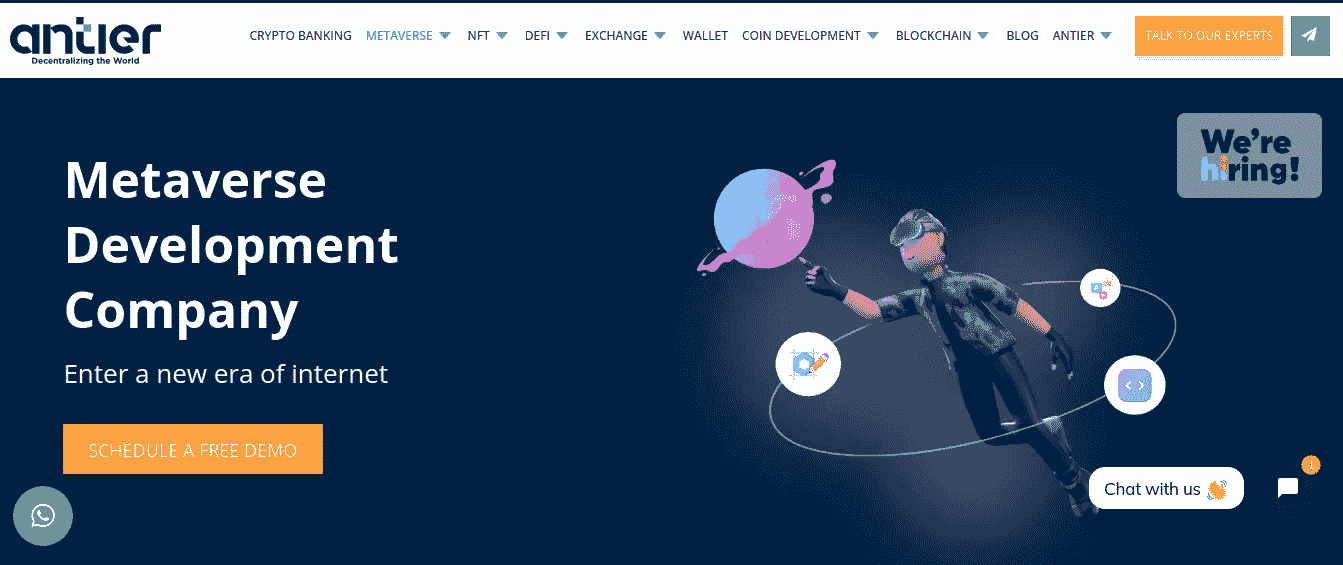 antier
Decentralizing the World
CRYPTO BANKING METAVERSE NFT DEFI EXCHANGE WALLET COIN DEVELOPMENT BLOCKCHAIN BLOG ANTIER TALK TO OUR EXPERTS
We're
hiring!
Metaverse
Development
Company
Enter a new era of internet
SCHEDULE A FREE DEMO
< >
1
Chat with us 👋